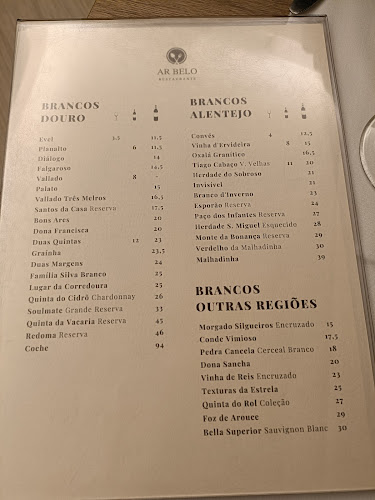 AR BELO
RESTAURANTE
BRANCOS
DOURO
Evel 3.5 11,5
Planalto 6 11,5
Diálogo 14
Falgaroso 14,5
Vallado 8
Palato 15
Vallado Três Melros 16,5
Santos da Casa Reserva 17,5
Bons Ares 20
Dona Francisca 20
Duas Quintas 12 23
Grainha 23,5
Duas Margens 24
Família Silva Branco 25
Lugar da Corredoura 25
Quinta do Cidrô Chardonnay 26
Soulmate Grande Reserva 33
Quinta da Vacaria Reserva 45
Redoma Reserva 46
Coche 94
BRANCOS
ALENTEJO
Convés 4 12,5
Vinha d'Ervideira 8 15
Oxalá Granítico 16,5
Tiago Cabaço V. Velhas 11 20
Herdade do Sobroso 21
Invisível 21
Branco d'Inverno 23
Esporão Reserva 24
Paço dos Infantes Reserva 27
Herdade S. Miguel Esquecido 28
Monte da Bonança Reserva 29
Verdelho da Malhadinha 30
Malhadinha 39
BRANCOS
OUTRAS REGIÕES
Morgado Silgueiros Encruzado 15
Conde Vimioso 17,5
Pedra Cancela Cerceal Branco 18
Dona Sancha 20
Vinha de Reis Encruzado 23
Texturas da Estrela 25
Quinta do Rol Coleção 27
Foz de Arouce 29
Bella Superior Sauvignon Blanc 30